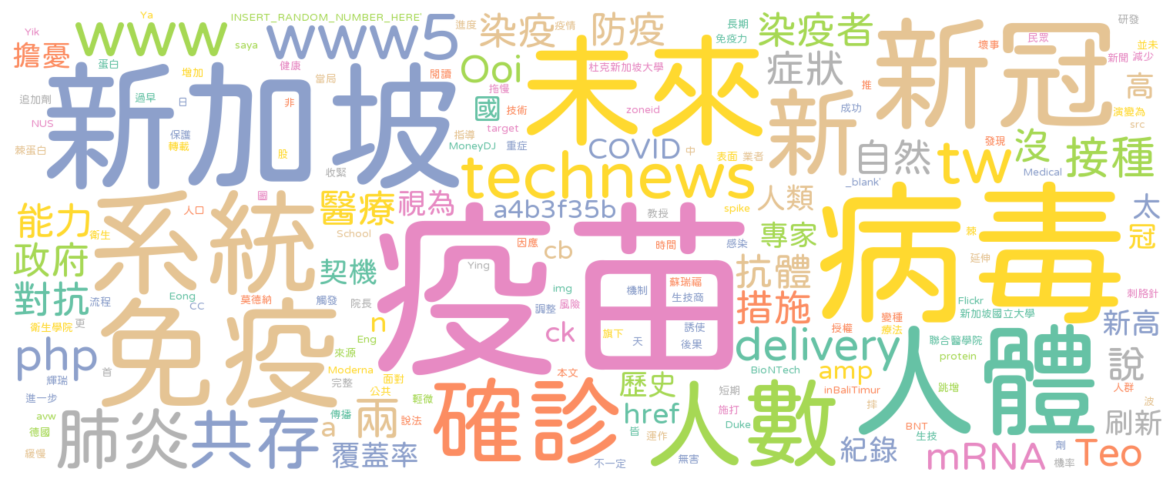 INSERT_RANDOM_NUMBER_HERE
Ya
Yik
saya
www
www5
染疫
進度
疫情
防疫
染疫者
長期
免疫力
研發
民眾
壞事
並未
新聞
減少
擔憂
蛋白
增加
健康
當局
閱讀
Ooi
未來
杜克新加坡大學
症狀
新
新冠
高
推
演變為
src
追加劑
過早
日
非
新加坡
指導
拖慢
技術
target
zoneid
國
成功
NUS
保護
轉載
棘蛋白
股
收緊
MoneyDJ
重症
COVID
中
表面
業者
自然
tw
發現
沒
接種
Medical
technews
_blank
人類
能力
衛生
系統
人口
圖
醫療
視為
School
a4b3f35b
教授
spike
專家
病毒
太
冠
棘
延伸
政府
對抗
流程
契機
因應
cb
時間
感染
Ying
抗體
Eong
CC
莫德納
觸發
院長
img
調整
風險
機制
蘇瑞福
生技商
措施
Flickr
新加坡國立大學
刺胳針
新高
衛生學院
更
免疫
n
Eng
疫苗
ck
旗下
天
誘使
後果
授權
變種
療法
delivery
聯合醫學院
人體
php
輝瑞
首
來源
Moderna
完整
面對
公共
本文
BioNTech
amp
protein
說
人群
進一步
avw
德國
緩慢
肺炎
共存
傳播
輕微
a
兩
說法
確診
歷史
短期
inBaliTimur
跳增
摔
href
皆
運作
施打
Duke
人數
刷新
波
覆蓋率
不一定
無害
紀錄
BNT
生技
mRNA
劑
機率
Teo